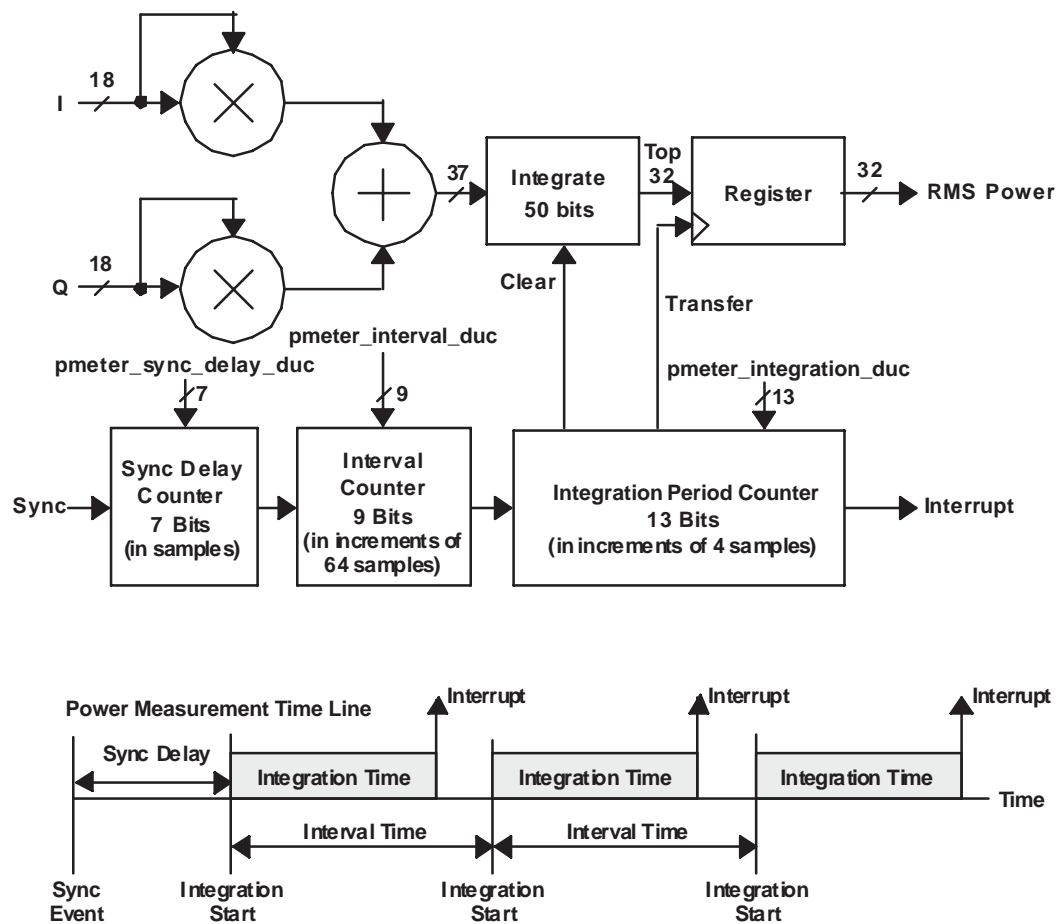 18
I
18
Q
37
Integrate
50 bits
Top
32
Register
32
RMS Power
Clear
Transfer
pmeter_sync_delay_duc
7
pmeter_interval_duc
9
pmeter_integration_duc
13
Sync
Sync Delay
Counter
7 Bits
(in samples)
Interval
Counter
9 Bits
(in increments of
64 samples)
Integration Period Counter
13 Bits
(in increments of 4 samples)
Interrupt
Power Measurement Time Line
Interrupt
Interrupt
Interrupt
Sync Delay
Integration Time
Integration Time
Integration Time
Time
Interval Time
Interval Time
Sync
Event
Integration
Start
Integration
Start
Integration
Start